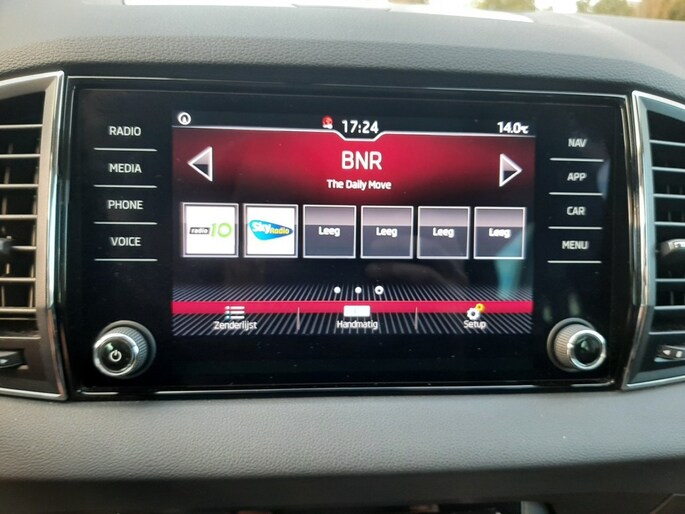 17:24
14.0℃
RADIO
MEDIA
PHONE
VOICE
BNR
The Daily Move
radio 10
Sky Radio
Leeg
Leeg
Leeg
Leeg
Zenderlijst
Handmatig
Setup
NAV
APP
CAR
MENU